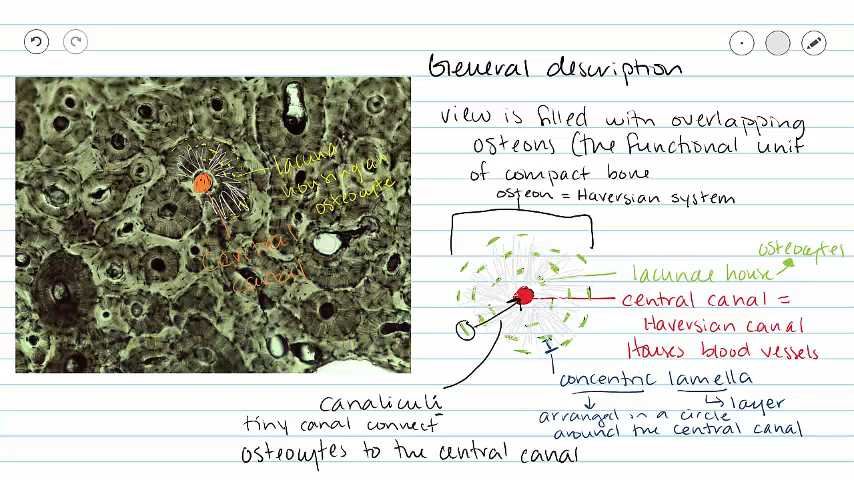 General description
view is filled with overlapping
osteons (the functional unit
of compact bone
osteon = Haversian system
lacuna
housing an
osteocyte
central
canal
osteocytes
lacunae house
central canal =
Haversian canal
Houses blood vessels
concentric lamella
layer
arranged in a circle
around the central canal
canaliculi
tiny canal connect
osteocytes to the central canal